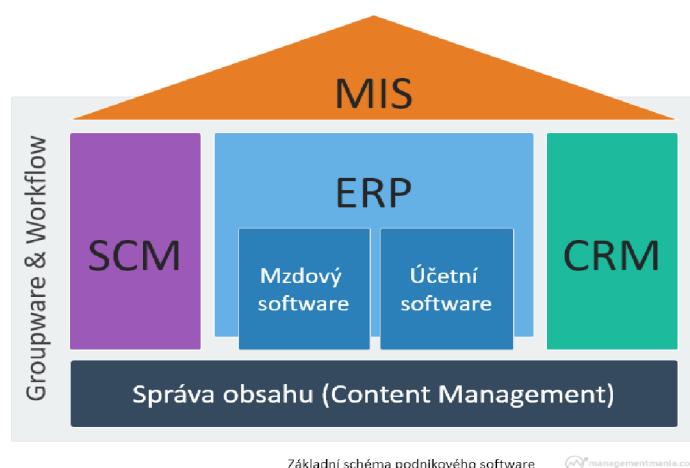 MIS
Groupware & Workflow
SCM
ERP
Mzdový
software
Účetní
software
CRM
Správa obsahu (Content Management)
Základní schéma podnikového software
managementmania.co